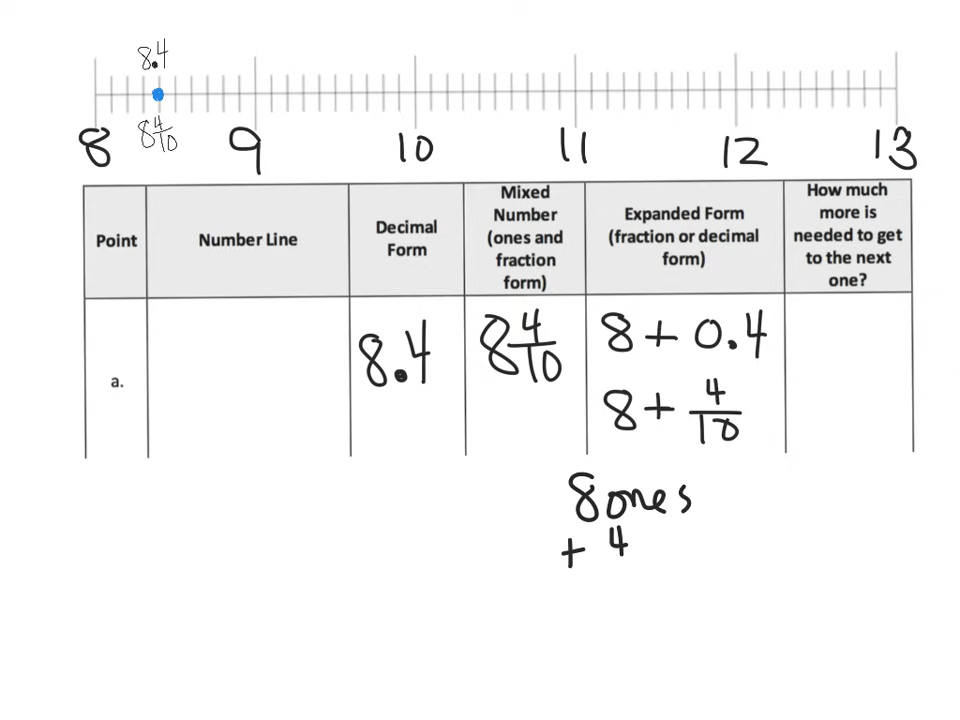 8.4
8 4/10
8 9 10 11 12 13
Point
Number Line
Decimal
Form
Mixed
Number
(ones and
fraction
form)
Expanded Form
(fraction or decimal
form)
How much
more is
needed to get
to the next
one?
a.
8.4
8 4/10
8 + 0.4
8 + 4/10
8 ones
+ 4